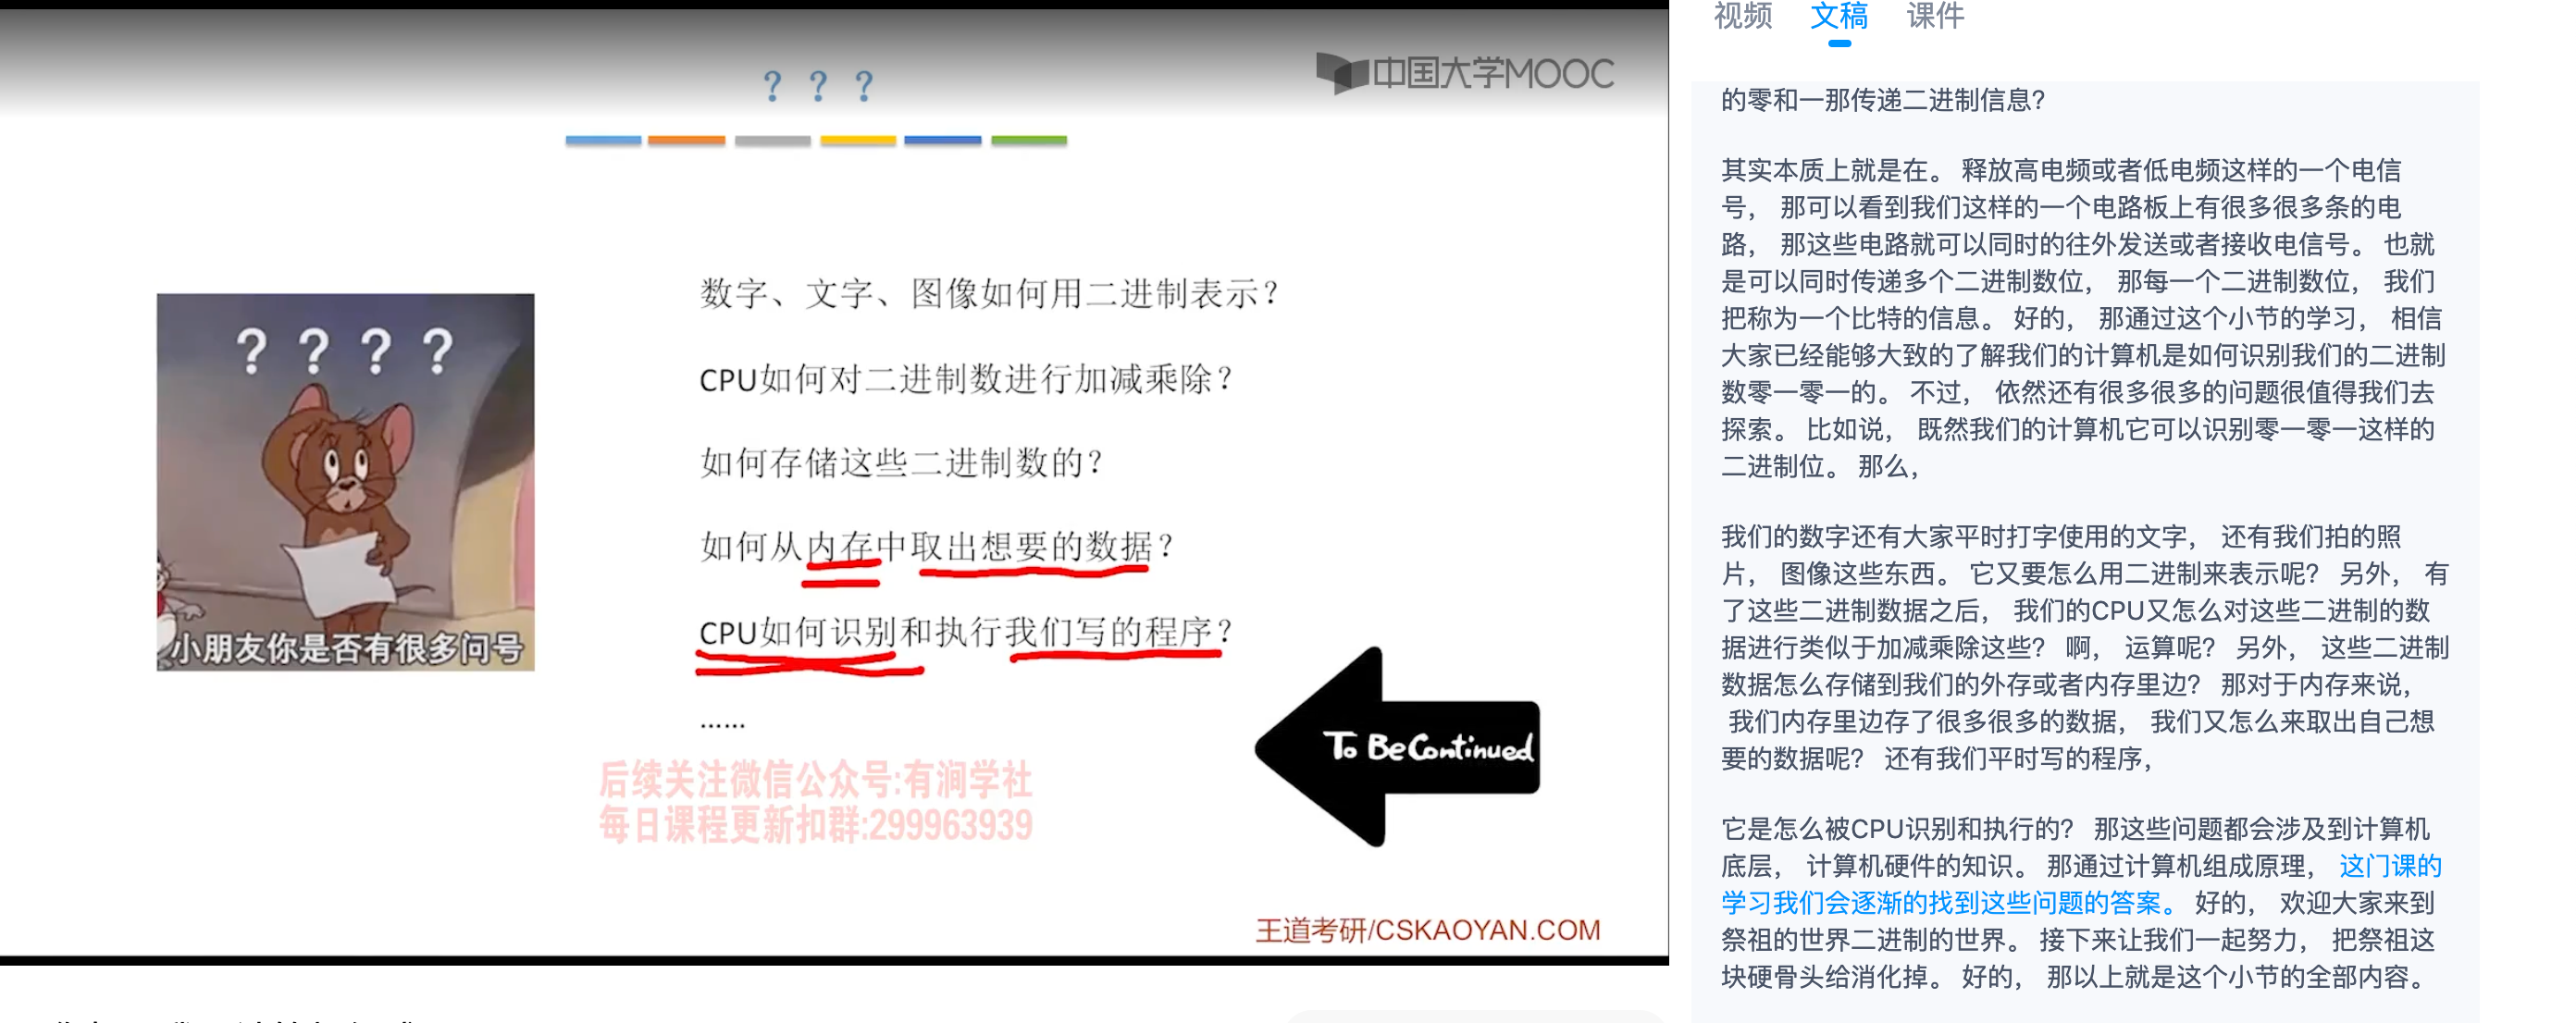 ？ ？ ？
中国大学MOOC
数字、文字、图像如何用二进制表示？
CPU如何对二进制数进行加减乘除？
如何存储这些二进制数的？
如何从内存中取出想要的数据？
CPU如何识别和执行我们写的程序？
......
？？？？
小朋友你是否有很多问号
To Be Continued
后续关注微信公众号:有涧学社
每日课程更新扣群:299963939
王道考研/CSKAOYAN.COM
视频 文稿 课件
的零和一那传递二进制信息？
其实本质上就是在。 释放高电频或者低电频这样的一个电信
号， 那可以看到我们这样的一个电路板上有很多很多条的电
路， 那这些电路就可以同时的往外发送或者接收电信号。 也就
是可以同时传递多个二进制数位， 那每一个二进制数位， 我们
把称为一个比特的信息。 好的， 那通过这个小节的学习， 相信
大家已经能够大致的了解我们的计算机是如何识别我们的二进制
数零一零一的。 不过， 依然还有很多很多的问题很值得我们去
探索。 比如说， 既然我们的计算机它可以识别零一零一这样的
二进制位。 那么，
我们的数字还有大家平时打字使用的文字， 还有我们拍的照
片， 图像这些东西。 它又要怎么用二进制来表示呢？ 另外， 有
了这些二进制数据之后， 我们的CPU又怎么对这些二进制的数
据进行类似于加减乘除这些？ 啊， 运算呢？ 另外， 这些二进制
数据怎么存储到我们的外存或者内存里边？ 那对于内存来说，
我们内存里边存了很多很多的数据， 我们又怎么来取出自己想
要的数据呢？ 还有我们平时写的程序，
它是怎么被CPU识别和执行的？ 那这些问题都会涉及到计算机
底层， 计算机硬件的知识。 那通过计算机组成原理， 这门课的
学习我们会逐渐的找到这些问题的答案。 好的， 欢迎大家来到
祭祖的世界二进制的世界。 接下来让我们一起努力， 把祭祖这
块硬骨头给消化掉。 好的， 那以上就是这个小节的全部内容。